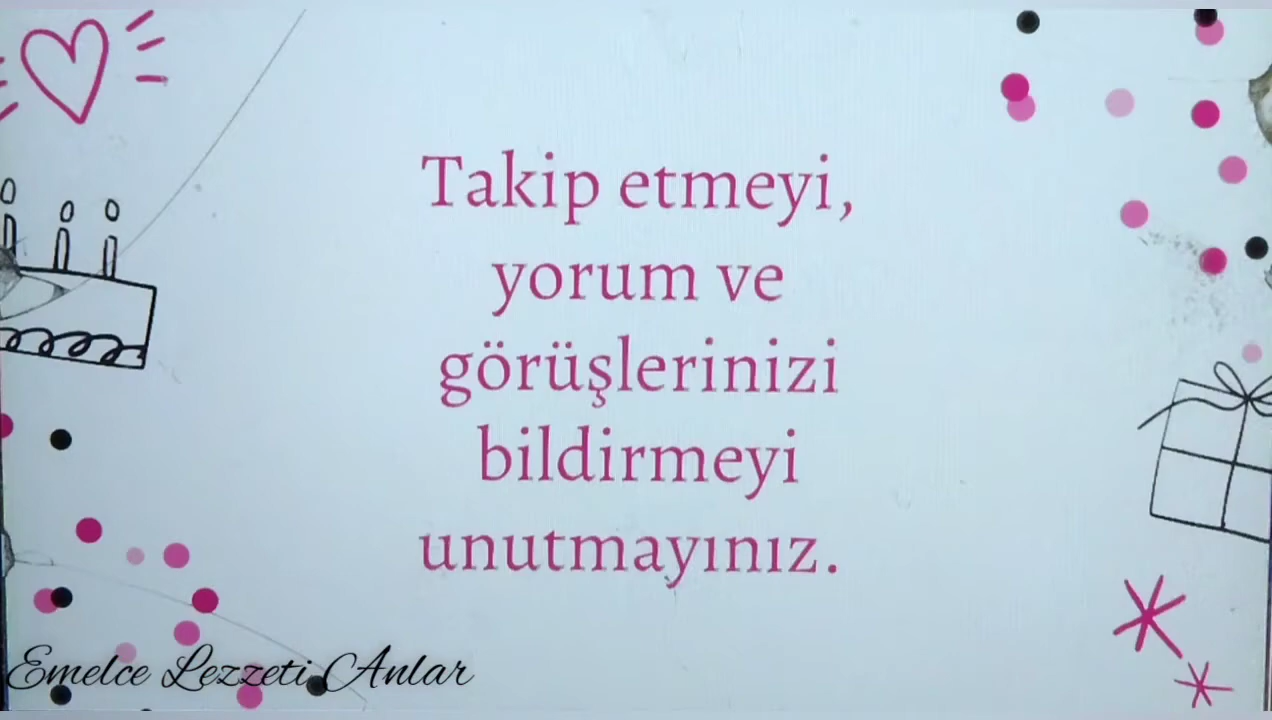 Takip etmeyi,
yorum ve
görüşlerinizi
bildirmeyi
unutmayınız.
Emelce Lezzeti Anlar